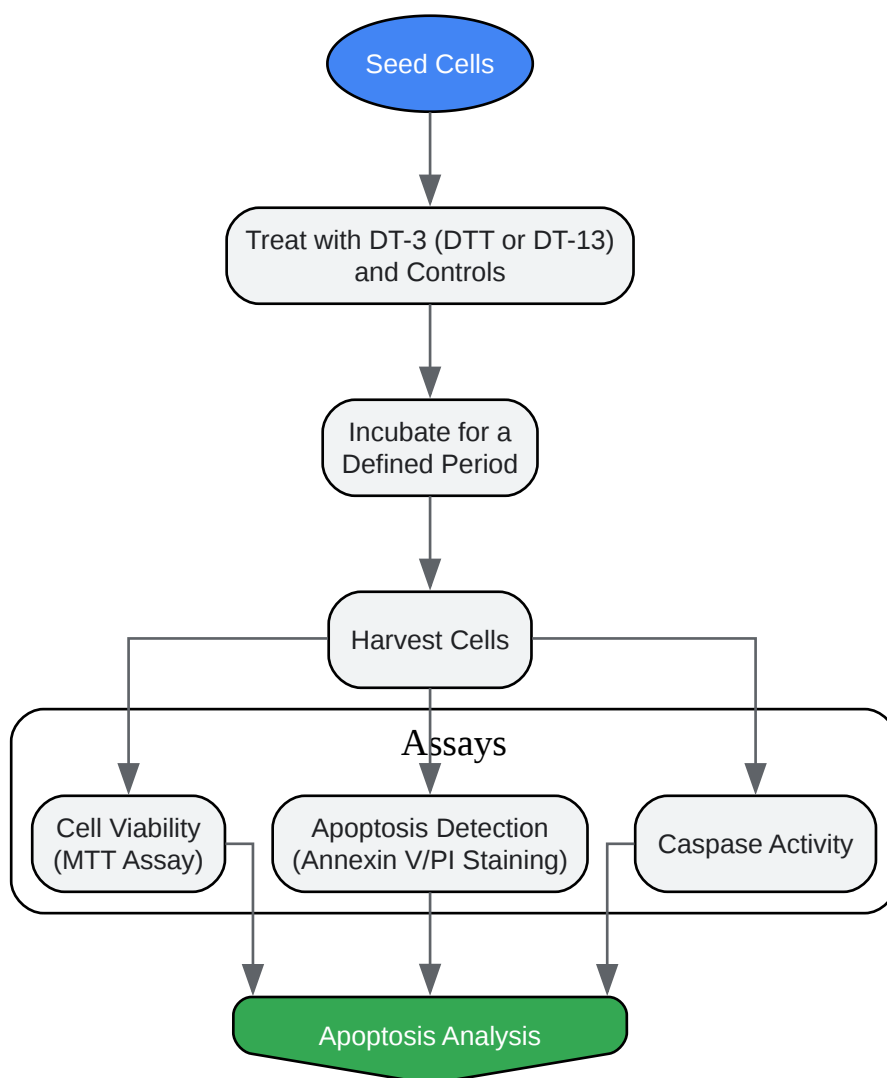 Seed Cells
Treat with DT-3 (DTT or DT-13)
and Controls
Incubate for a
Defined Period
Harvest Cells
Assays
Cell Viability
(MTT Assay)
Apoptosis Detection
(Annexin V/PI Staining)
Caspase Activity
Apoptosis Analysis